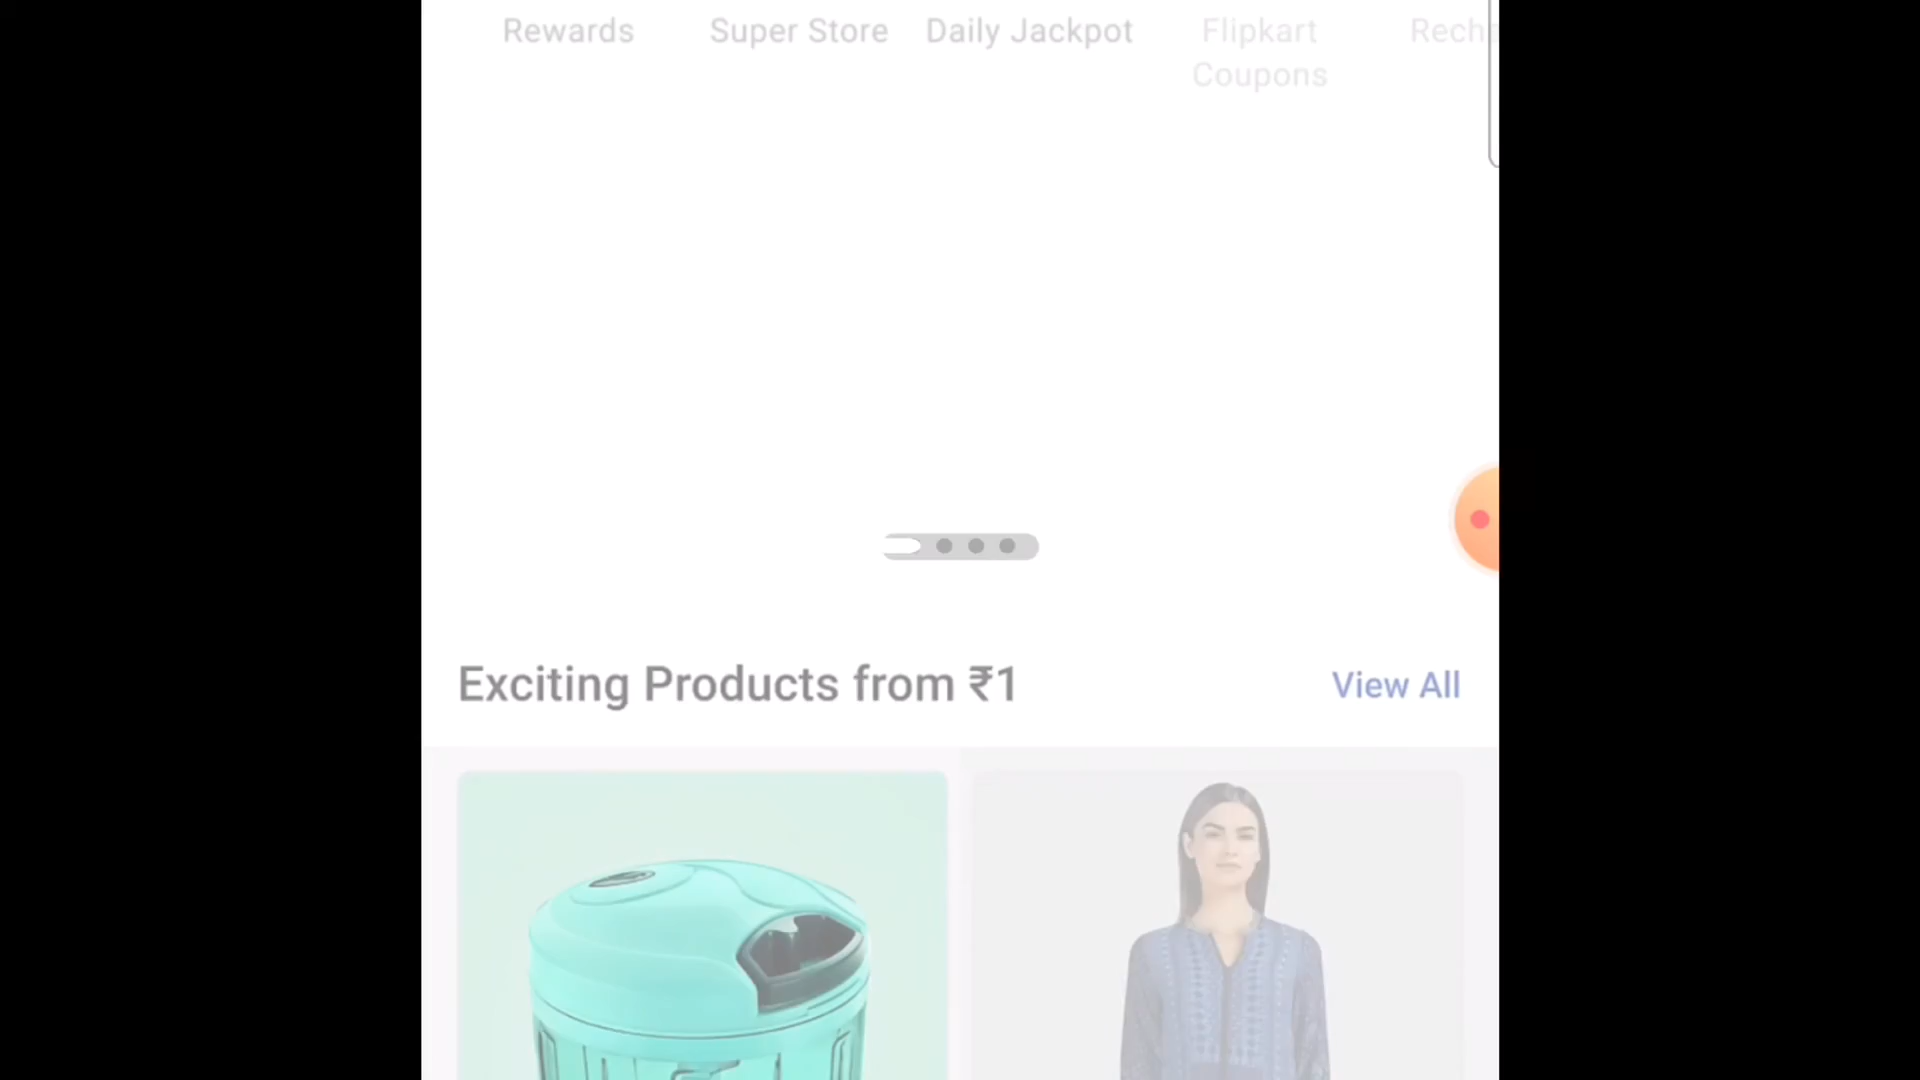 Rewards Super Store Daily Jackpot Flipkart
Coupons
Exciting Products from ₹1 View All